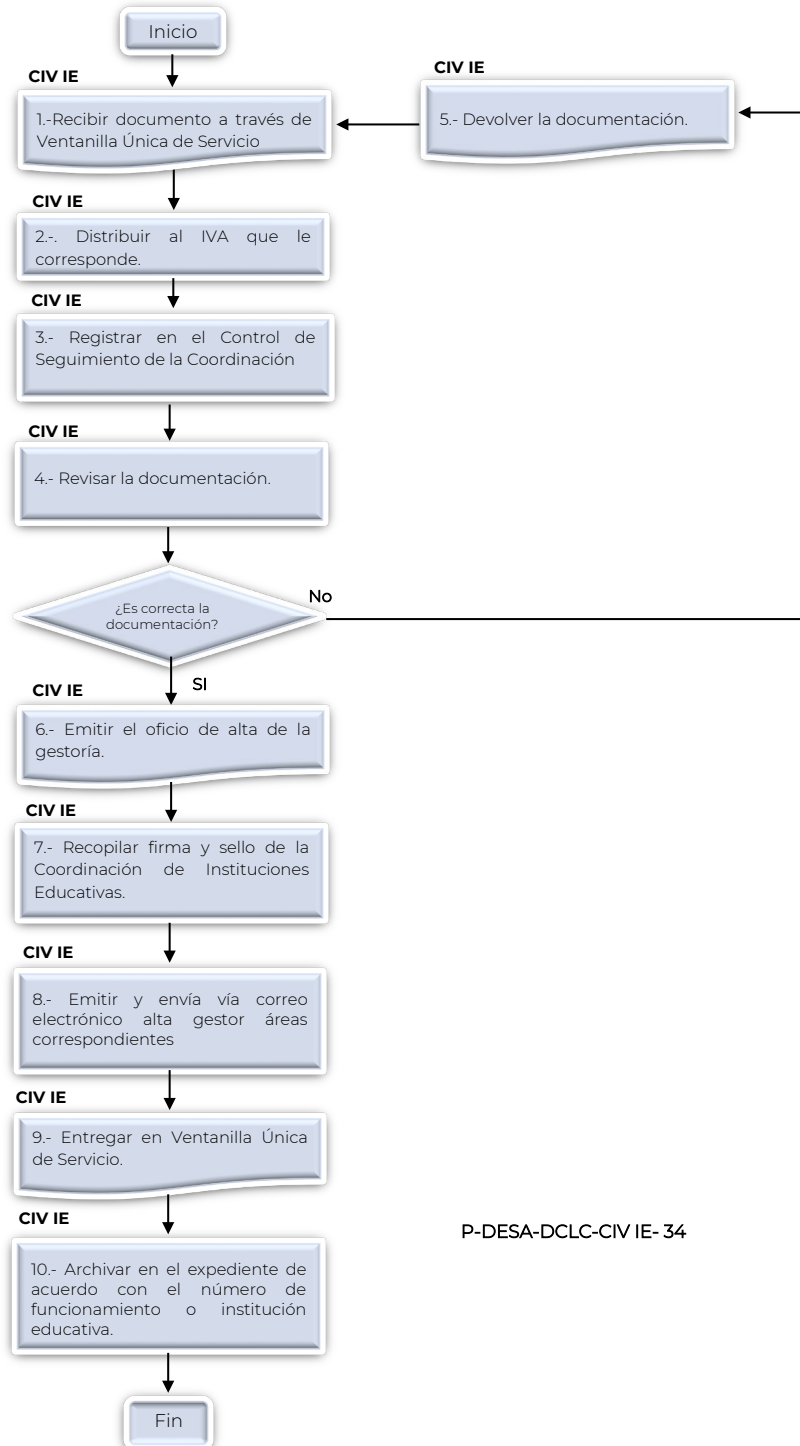 Inicio
CIV IE
1.-Recibir documento a través de
Ventanilla Única de Servicio
CIV IE
5.- Devolver la documentación.
CIV IE
2.-. Distribuir al IVA que le
corresponde.
CIV IE
3.- Registrar en el Control de
Seguimiento de la Coordinación
CIV IE
4.- Revisar la documentación.
¿Es correcta la
documentación?
No
SI
CIV IE
6.- Emitir el oficio de alta de la
gestoría.
CIV IE
7.- Recopilar firma y sello de la
Coordinación de Instituciones
Educativas.
CIV IE
8.- Emitir y envía vía correo
electrónico alta gestor áreas
correspondientes
CIV IE
9.- Entregar en Ventanilla Única
de Servicio.
CIV IE
10.- Archivar en el expediente de
acuerdo con el número de
funcionamiento o institución
educativa.
P-DESA-DCLC-CIV IE- 34
Fin